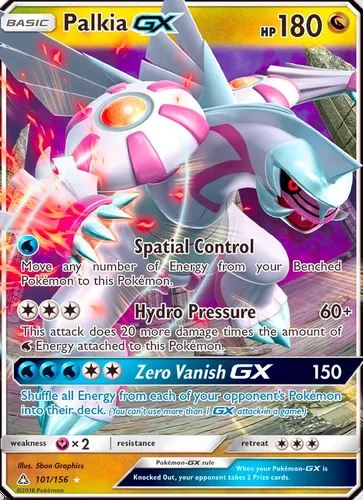 BASIC Palkia GX HP 180
Spatial Control
Move any number of Energy from your Benched
Pokémon to this Pokémon.
Hydro Pressure 60+
This attack does 20 more damage times the amount of
Energy attached to this Pokémon.
Zero Vanish GX 150
Shuffle all Energy from each of your opponent's Pokémon
into their deck. (You can't use more than 1 GX attack in a game.)
weakness ×2 resistance retreat
Illus. 5ban Graphics
101/156
©2018 Pokémon
Pokémon-GX rule
When your Pokémon-GX is
Knocked Out, your opponent takes 2 Prize cards.